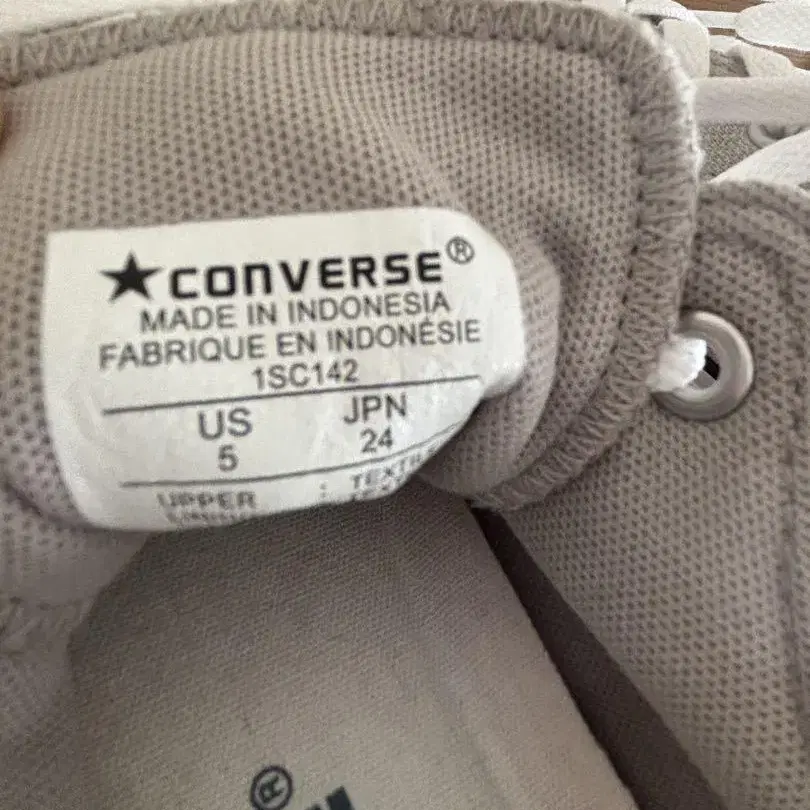 ★CONVERSE®
MADE IN INDONESIA
FABRIQUE EN INDONÉSIE
1SC142
US JPN
5 24
UPPER :
®